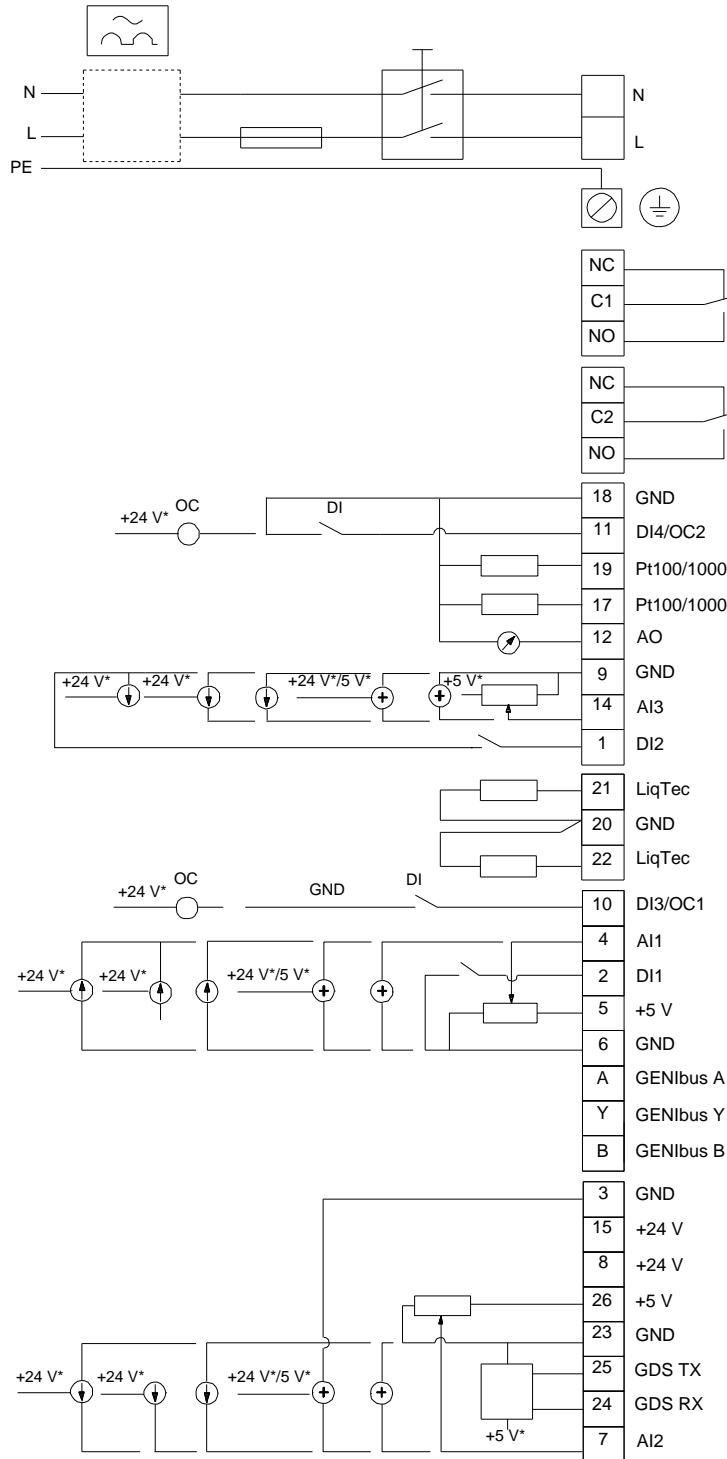 N N
L L
PE
NC
C1
NO
NC
C2
NO
18 GND
+24 V* OC DI 11 DI4/OC2
19 Pt100/1000
17 Pt100/1000
12 AO
9 GND
+24 V* +24 V* +24 V*/5 V* +5 V*
14 AI3
1 DI2
21 LiqTec
20 GND
22 LiqTec
+24 V* OC GND DI 10 DI3/OC1
4 AI1
2 DI1
+24 V* +24 V* +24 V*/5 V*
5 +5 V
6 GND
A GENIbus A
Y GENIbus Y
B GENIbus B
3 GND
15 +24 V
8 +24 V
26 +5 V
23 GND
25 GDS TX
+24 V* +24 V* +24 V*/5 V*
24 GDS RX
+5 V*
7 AI2